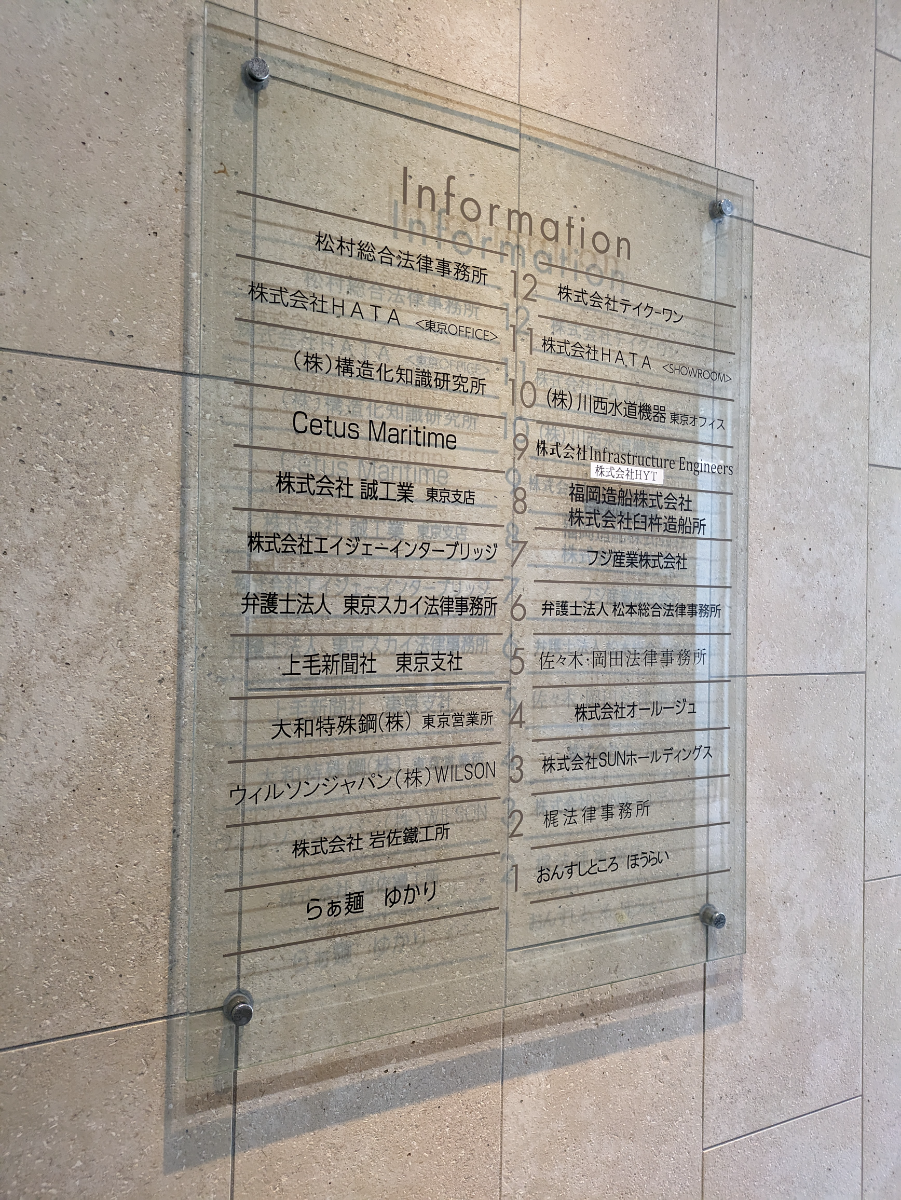 Information
松村総合法律事務所 12 株式会社テイクーワン
株式会社HATA <東京OFFICE> 11 株式会社HATA <SHOWROOM>
(株)構造化知識研究所 10 (株)川西水道機器 東京オフィス
Cetus Maritime 9 株式会社Infrastructure Engineers
株式会社HYT
株式会社 誠工業 東京支店 8 福岡造船株式会社
株式会社臼杵造船所
株式会社エイジェーインターブリッジ 7 フジ産業株式会社
弁護士法人 東京スカイ法律事務所 6 弁護士法人 松本総合法律事務所
上毛新聞社 東京支社 5 佐々木・岡田法律事務所
大和特殊鋼(株) 東京営業所 4 株式会社オールージュ
ウィルソンジャパン(株)WILSON 3 株式会社SUNホールディングス
株式会社 岩佐鐵工所 2 梶法律事務所
らぁ麺 ゆかり 1 おんすしところ ほうらい